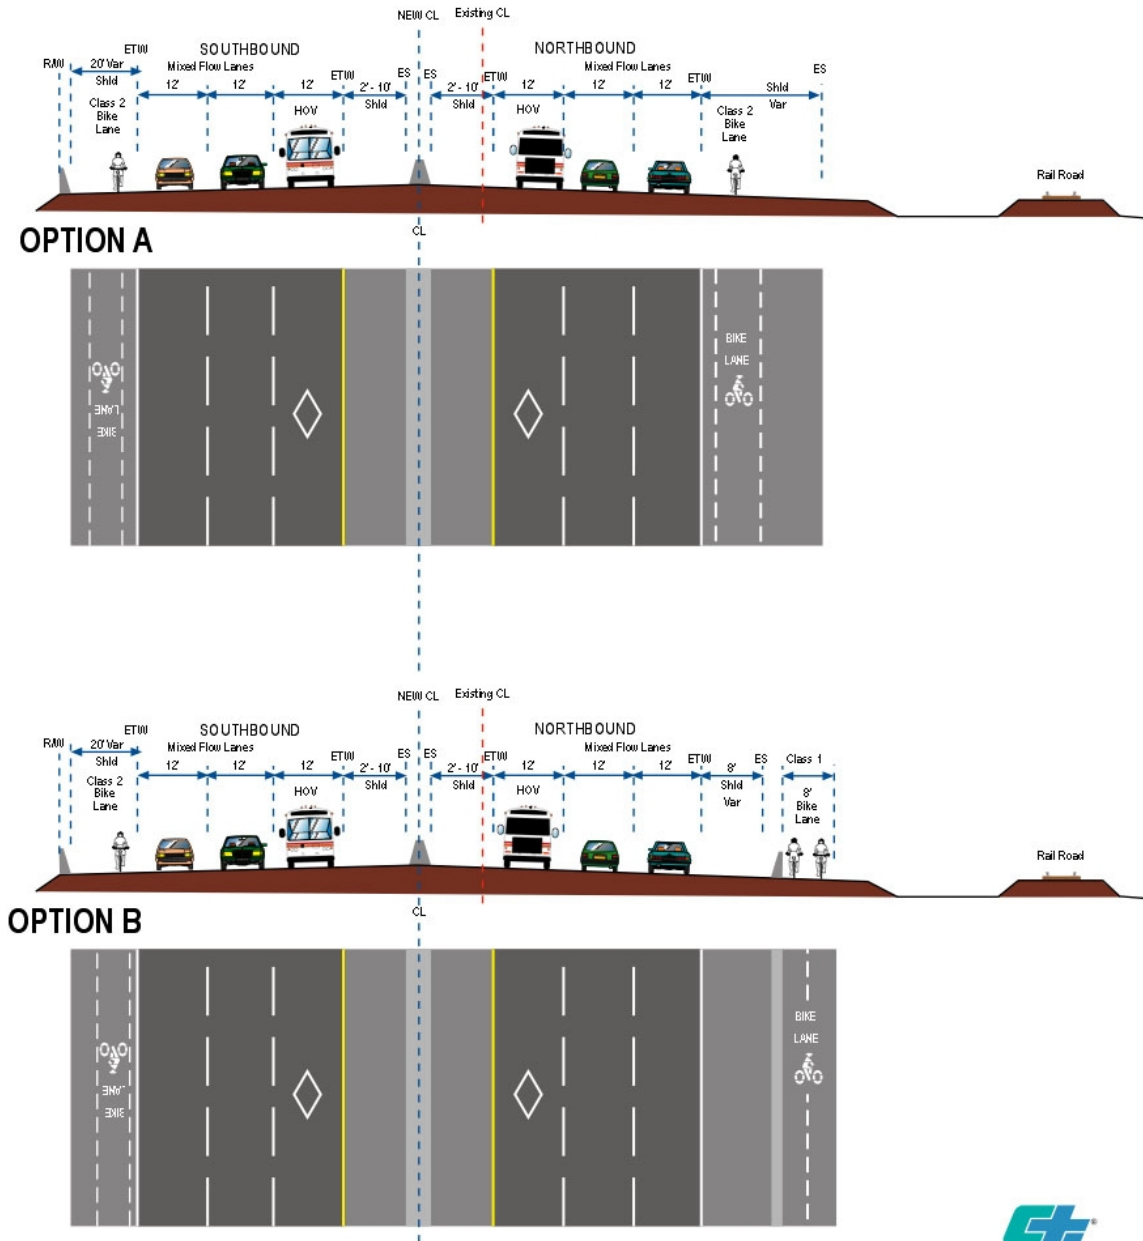 NEW CL Existing CL
SOUTHBOUND NORTHBOUND
R/W 20' Var ETW Mixed Flow Lanes ETW ES ES ETW Mixed Flow Lanes ETW Shld ES
Shld 12' 12' 12' 2' - 10' 2' - 10' 12' 12' 12' Var
Class 2 HOV Shld Shld HOV Class 2
Bike Bike
Lane Lane
Rail Road
CL
OPTION A
BIKE
LANE
LANE
BIKE
NEW CL Existing CL
SOUTHBOUND NORTHBOUND
R/W 20' Var ETW Mixed Flow Lanes ETW ES ES ETW Mixed Flow Lanes ETW ES Class 1
Shld 12' 12' 12' 2' - 10' 2' - 10' 12' 12' 12' 8'
Class 2 HOV Shld Shld HOV Shld 8'
Bike Var Bike
Lane Lane
Rail Road
CL
OPTION B
BIKE
LANE
LANE
BIKE